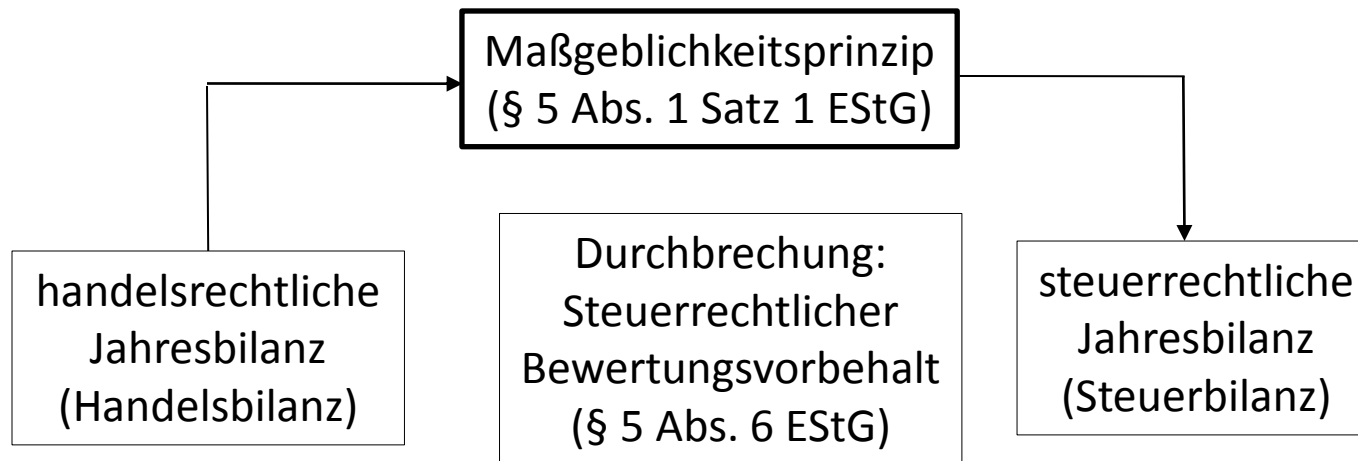 Maßgeblichkeitsprinzip
(§ 5 Abs. 1 Satz 1 EStG)
handelsrechtliche
Jahresbilanz
(Handelsbilanz)
Durchbrechung:
Steuerrechtlicher
Bewertungsvorbehalt
(§ 5 Abs. 6 EStG)
steuerrechtliche
Jahresbilanz
(Steuerbilanz)